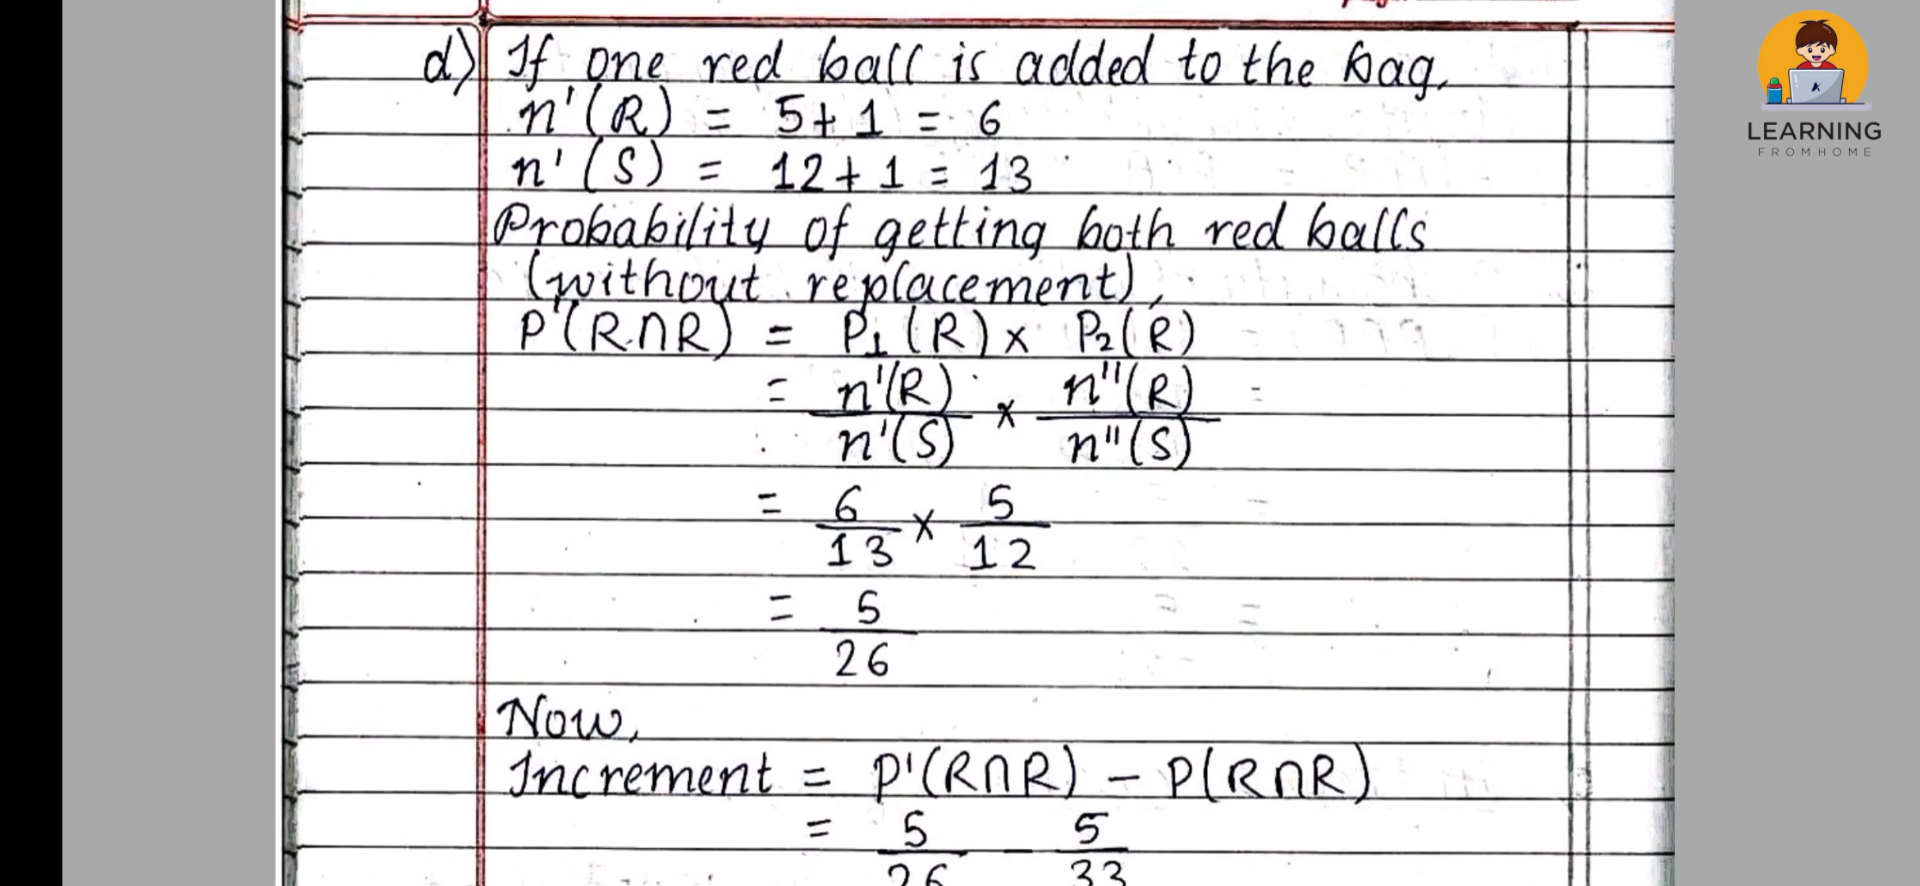 d) If one red ball is added to the bag,
n'(R) = 5+1 = 6
n'(S) = 12+1 = 13
Probability of getting both red balls
(without replacement),
P'(R∩R) = P₁(R) × P₂(R)
= n'(R)/n'(S) × n''(R)/n''(S)
= 6/13 × 5/12
= 5/26
Now,
Increment = P'(R∩R) - P(R∩R)
= 5/26 - 5/33
LEARNING
FROMHOME